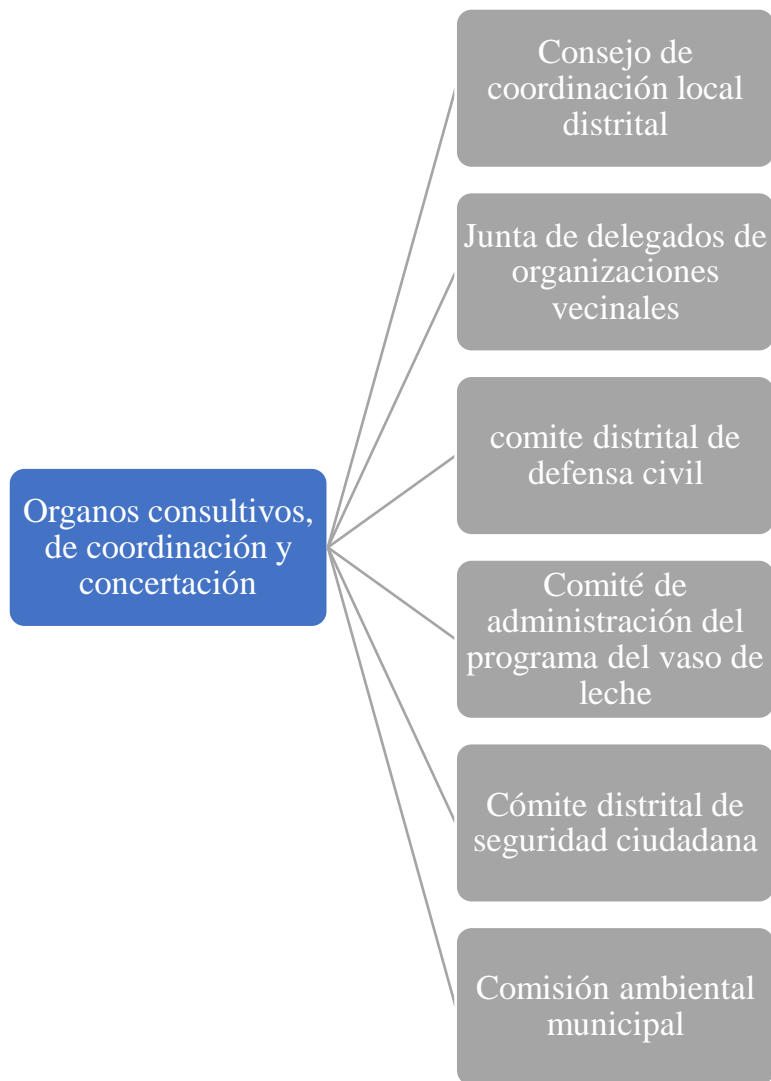 Consejo de
coordinación local
distrital
Junta de delegados de
organizaciones
vecinales
comite distrital de
defensa civil
Organos consultivos,
de coordinación y
concertación
Comité de
administración del
programa del vaso de
leche
Cómite distrital de
seguridad ciudadana
Comisión ambiental
municipal